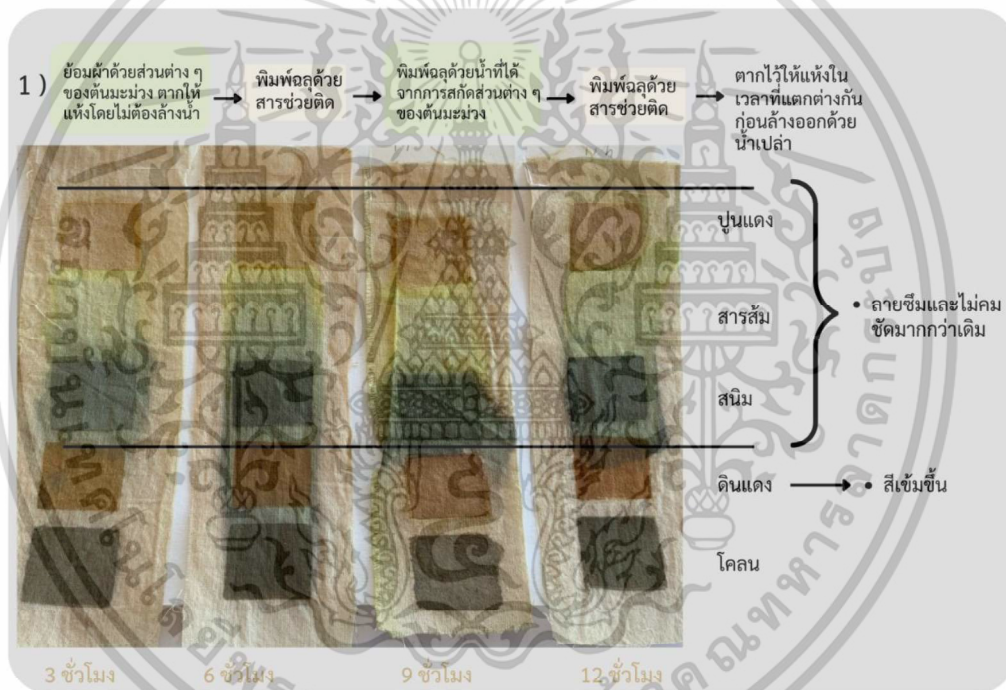 1)
ย้อมผ้าด้วยส่วนต่าง ๆ
ของต้นมะม่วง ตากให้
แห้งโดยไม่ต้องล้างน้ำ
พิมพ์ฉลุด้วย
สารช่วยติด
พิมพ์ฉลุด้วยน้ำที่ได้
จากการสกัดส่วนต่าง ๆ
ของต้นมะม่วง
พิมพ์ฉลุด้วย
สารช่วยติด
ตากไว้ให้แห้งใน
เวลาที่แตกต่างกัน
ก่อนล้างออกด้วย
น้ำเปล่า
ปูนแดง
สารส้ม
สนิม
• ลายซึมและไม่คม
ชัดมากกว่าเดิม
ดินแดง
• สีเข้มขึ้น
โคลน
3 ชั่วโมง
6 ชั่วโมง
9 ชั่วโมง
12 ชั่วโมง